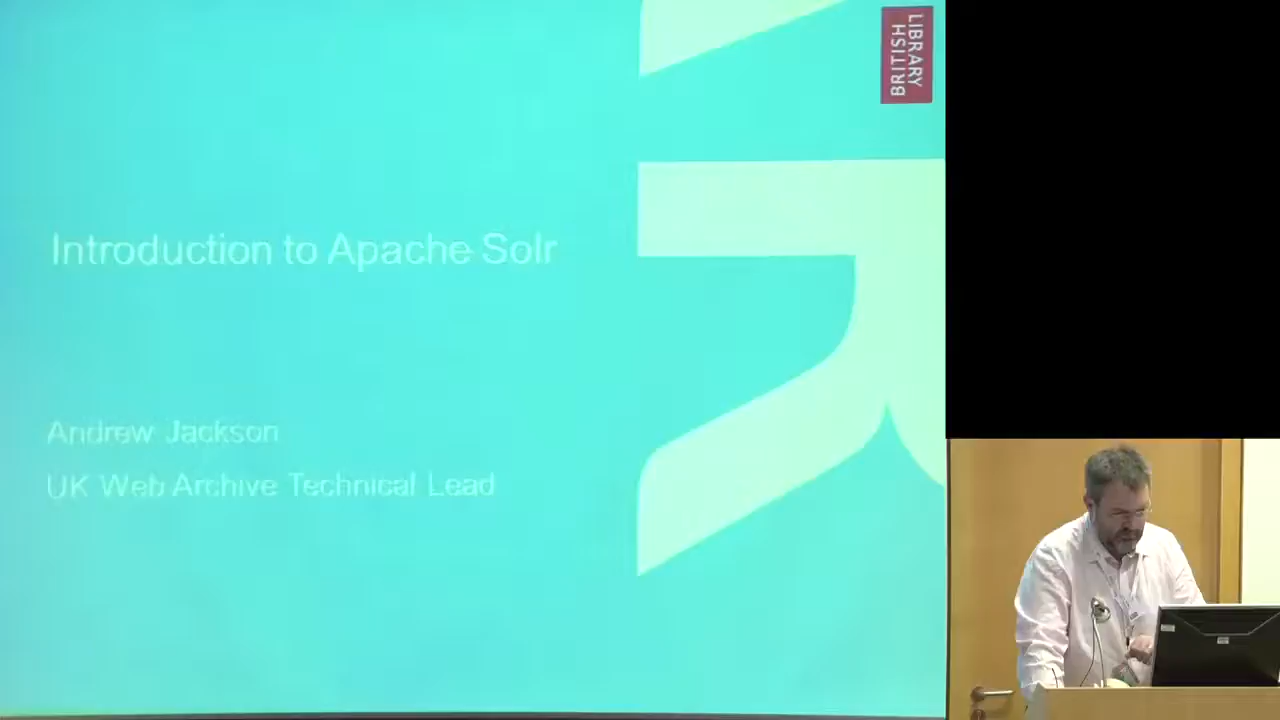 LIBRARY
BRITISH
Introduction to Apache Solr
Andrew Jackson
UK Web Archive Technical Lead